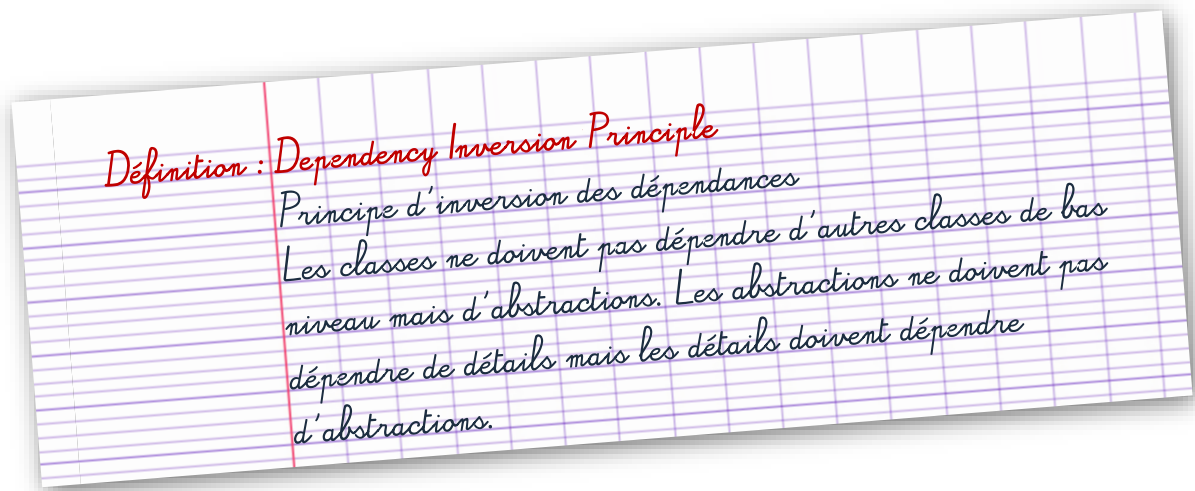 Définition : Dependency Inversion Principle
Principe d'inversion des dépendances
Les classes ne doivent pas dépendre d'autres classes de bas
niveau mais d'abstractions. Les abstractions ne doivent pas
dépendre de détails mais les détails doivent dépendre
d'abstractions.